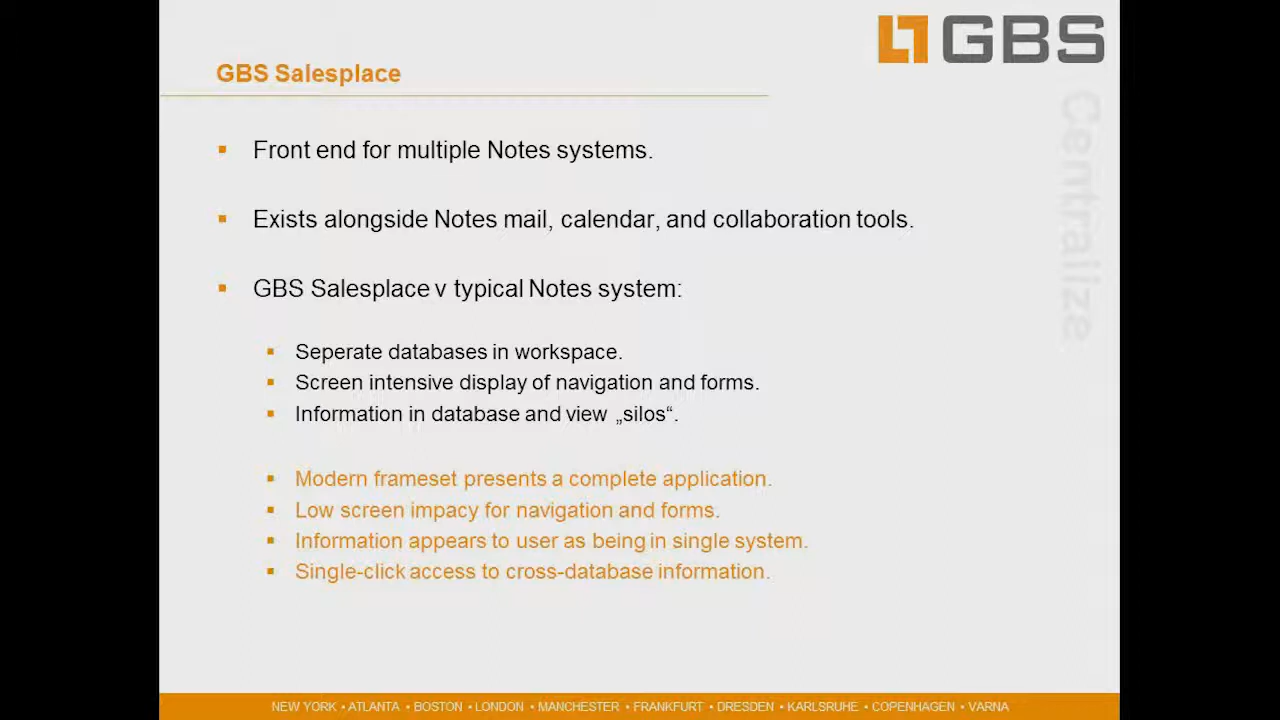 GBS
GBS Salesplace
Centralize
Front end for multiple Notes systems.
Exists alongside Notes mail, calendar, and collaboration tools.
GBS Salesplace v typical Notes system:
Seperate databases in workspace.
Screen intensive display of navigation and forms.
Information in database and view „silos“.
Modern frameset presents a complete application.
Low screen impacy for navigation and forms.
Information appears to user as being in single system.
Single-click access to cross-database information.
NEW YORK ▪ ATLANTA ▪ BOSTON ▪ LONDON ▪ MANCHESTER ▪ FRANKFURT ▪ DRESDEN ▪ KARLSRUHE ▪ COPENHAGEN ▪ VARNA